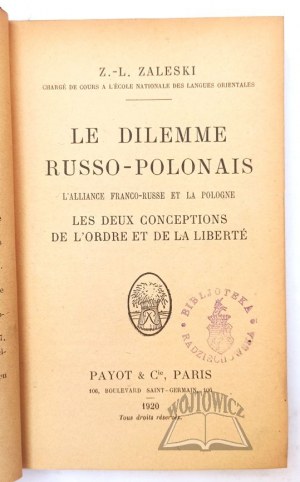 Z.-L. ZALESKI
CHARGÉ DE COURS A L'ÉCOLE NATIONALE DES LANGUES ORIENTALES
LE DILEMME
RUSSO-POLONAIS
L'ALLIANCE FRANCO-RUSSE ET LA POLOGNE
LES DEUX CONCEPTIONS
DE L'ORDRE ET DE LA LIBERTÉ
BIBLIOTEKA
PAYOT & Cie, PARIS
106, BOULEVARD SAINT-GERMAIN, 106
1920
Tous droits réservés.
WÓJTOWICZ